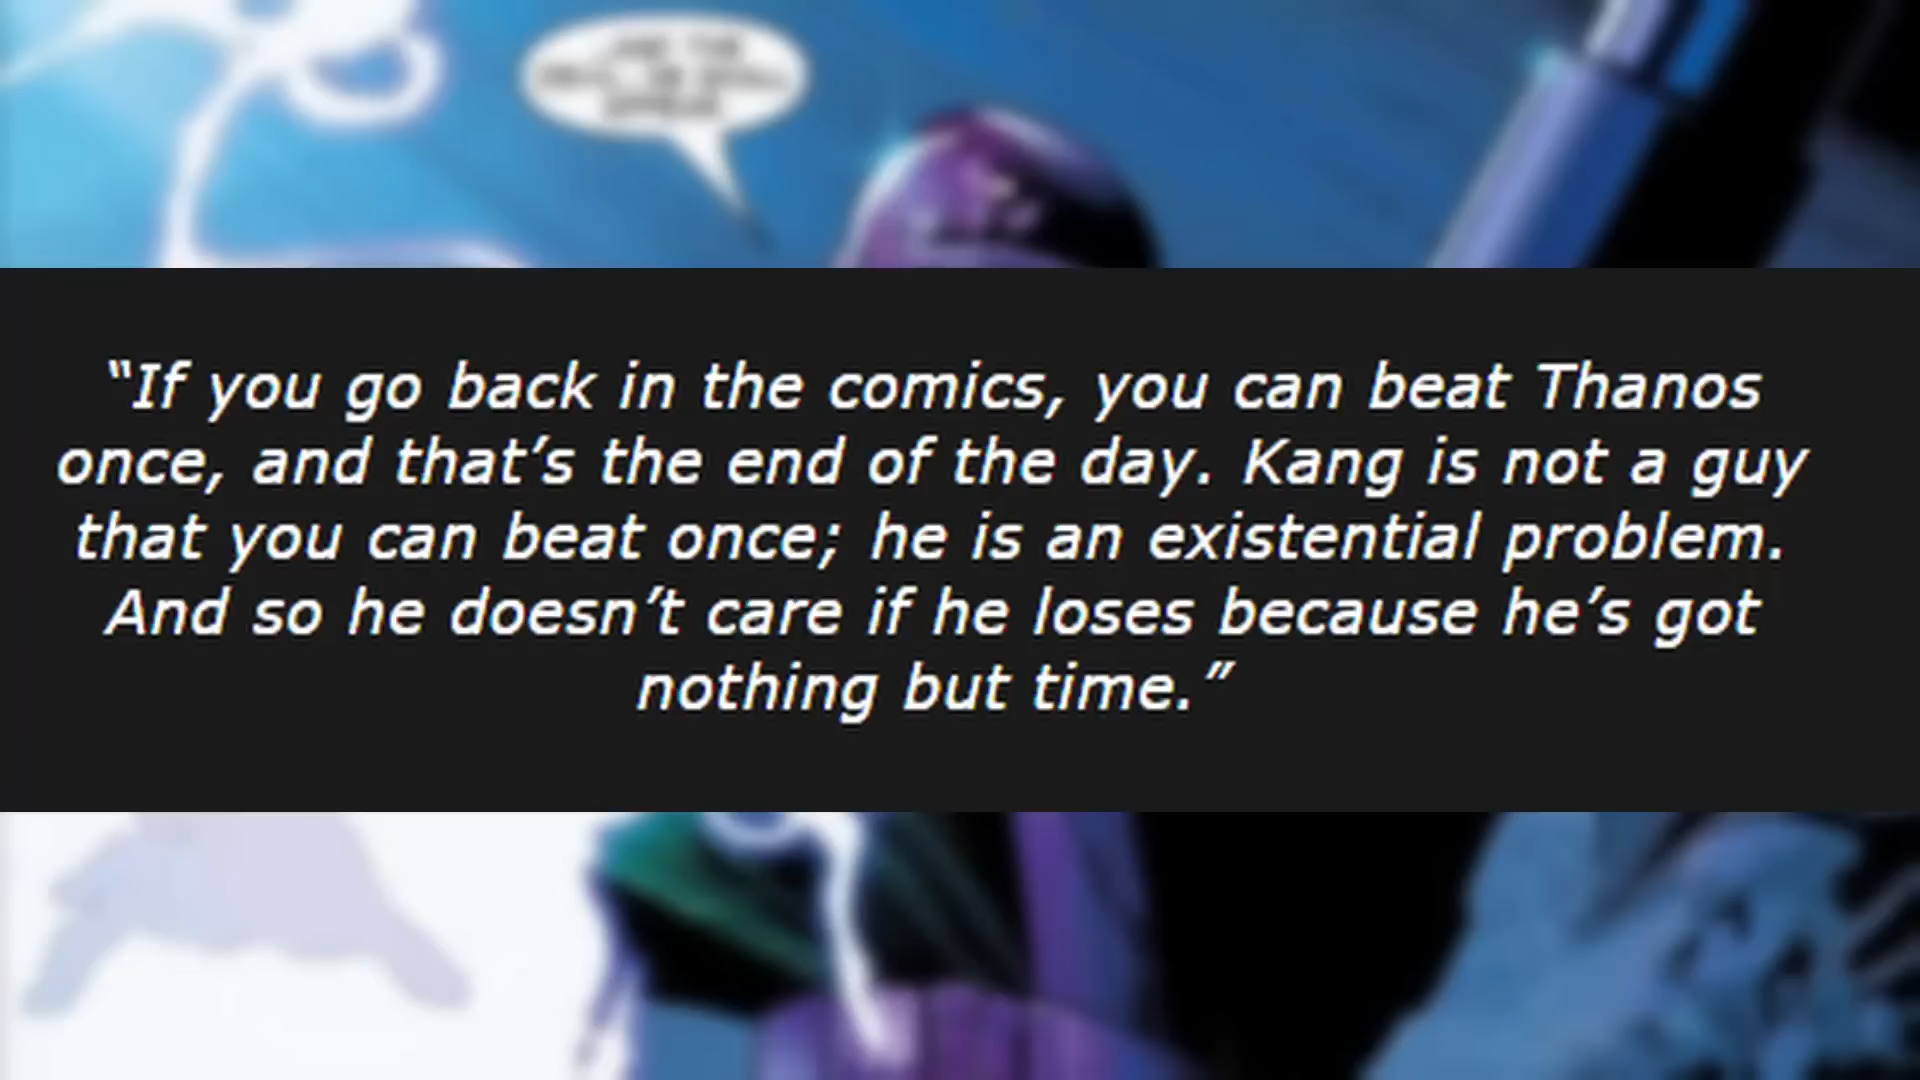 “If you go back in the comics, you can beat Thanos
once, and that’s the end of the day. Kang is not a guy
that you can beat once; he is an existential problem.
And so he doesn’t care if he loses because he’s got
nothing but time.”